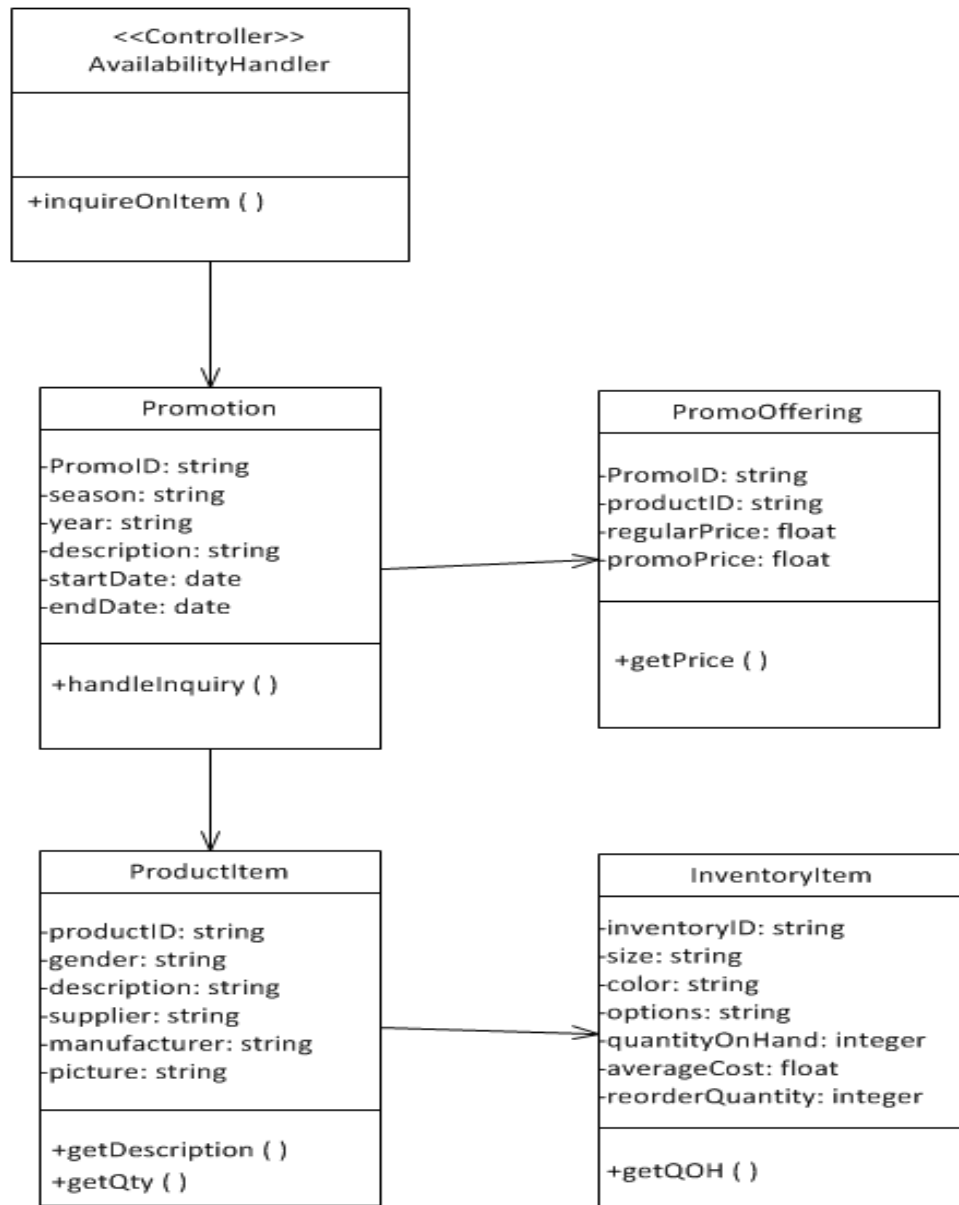 <<Controller>>
AvailabilityHandler
+inquireOnItem ( )
Promotion
-PromoID: string
-season: string
-year: string
-description: string
-startDate: date
-endDate: date
+handleInquiry ( )
PromoOffering
-PromoID: string
-productID: string
-regularPrice: float
-promoPrice: float
+getPrice ( )
ProductItem
-productID: string
-gender: string
-description: string
-supplier: string
-manufacturer: string
-picture: string
+getDescription ( )
+getQty ( )
InventoryItem
-inventoryID: string
-size: string
-color: string
-options: string
-quantityOnHand: integer
-averageCost: float
-reorderQuantity: integer
+getQOH ( )